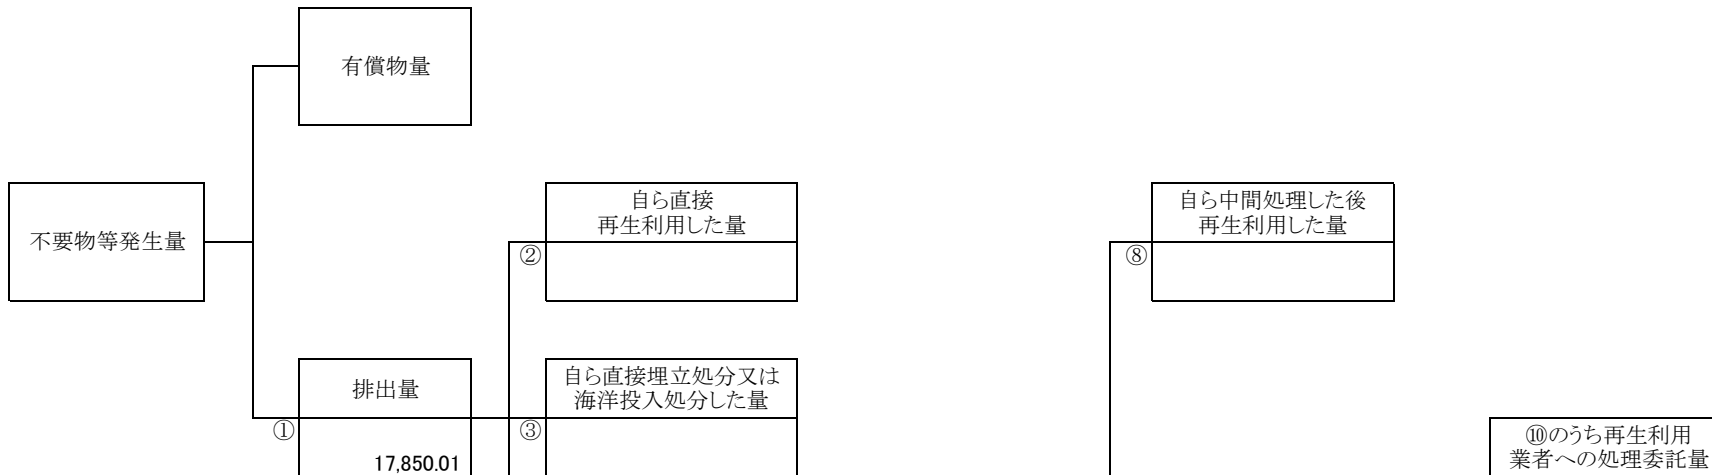 有償物量
不要物等発生量
自ら直接
再生利用した量
②
自ら中間処理した後
再生利用した量
⑧
排出量
①
17,850.01
自ら直接埋立処分又は
海洋投入処分した量
③
⑩のうち再生利用
業者への処理委託量